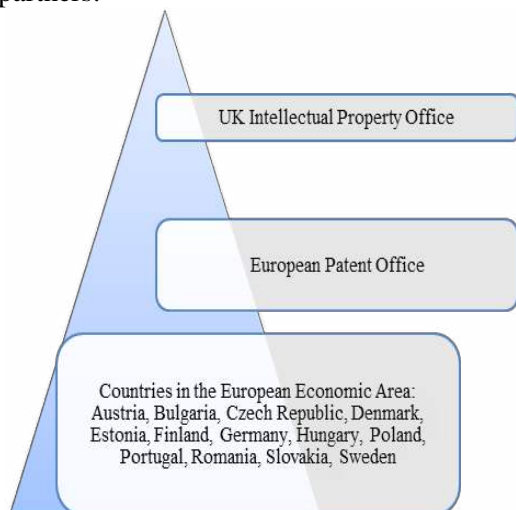 partners.
UK Intellectual Property Office
European Patent Office
Countries in the European Economic Area:
Austria, Bulgaria, Czech Republic, Denmark,
Estonia, Finland, Germany, Hungary, Poland,
Portugal, Romania, Slovakia, Sweden